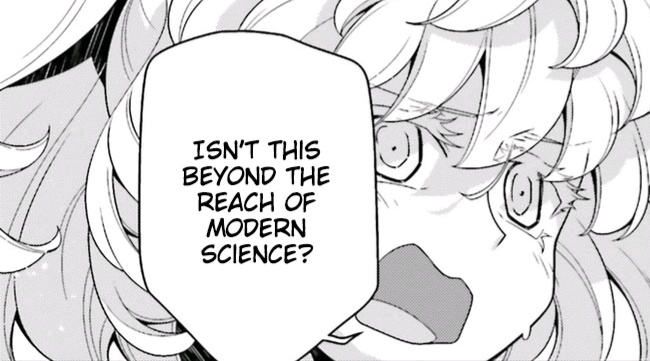 ISN'T THIS
BEYOND THE
REACH OF
MODERN
SCIENCE?